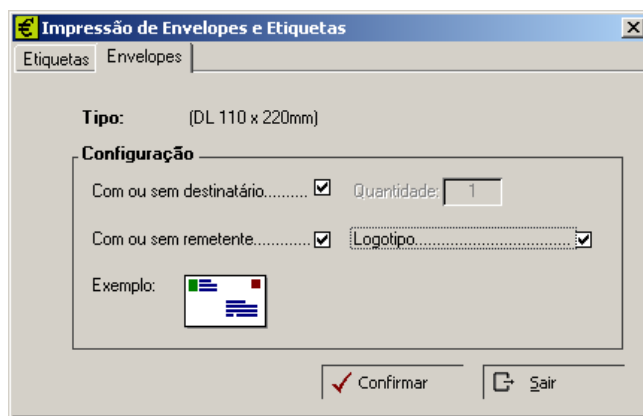 Impressão de Envelopes e Etiquetas
Etiquetas Envelopes
Tipo: (DL 110 x 220mm)
Configuração
Com ou sem destinatário......... Quantidade: 1
Com ou sem remetente............ Logotipo................................
Exemplo:
Confirmar Sair